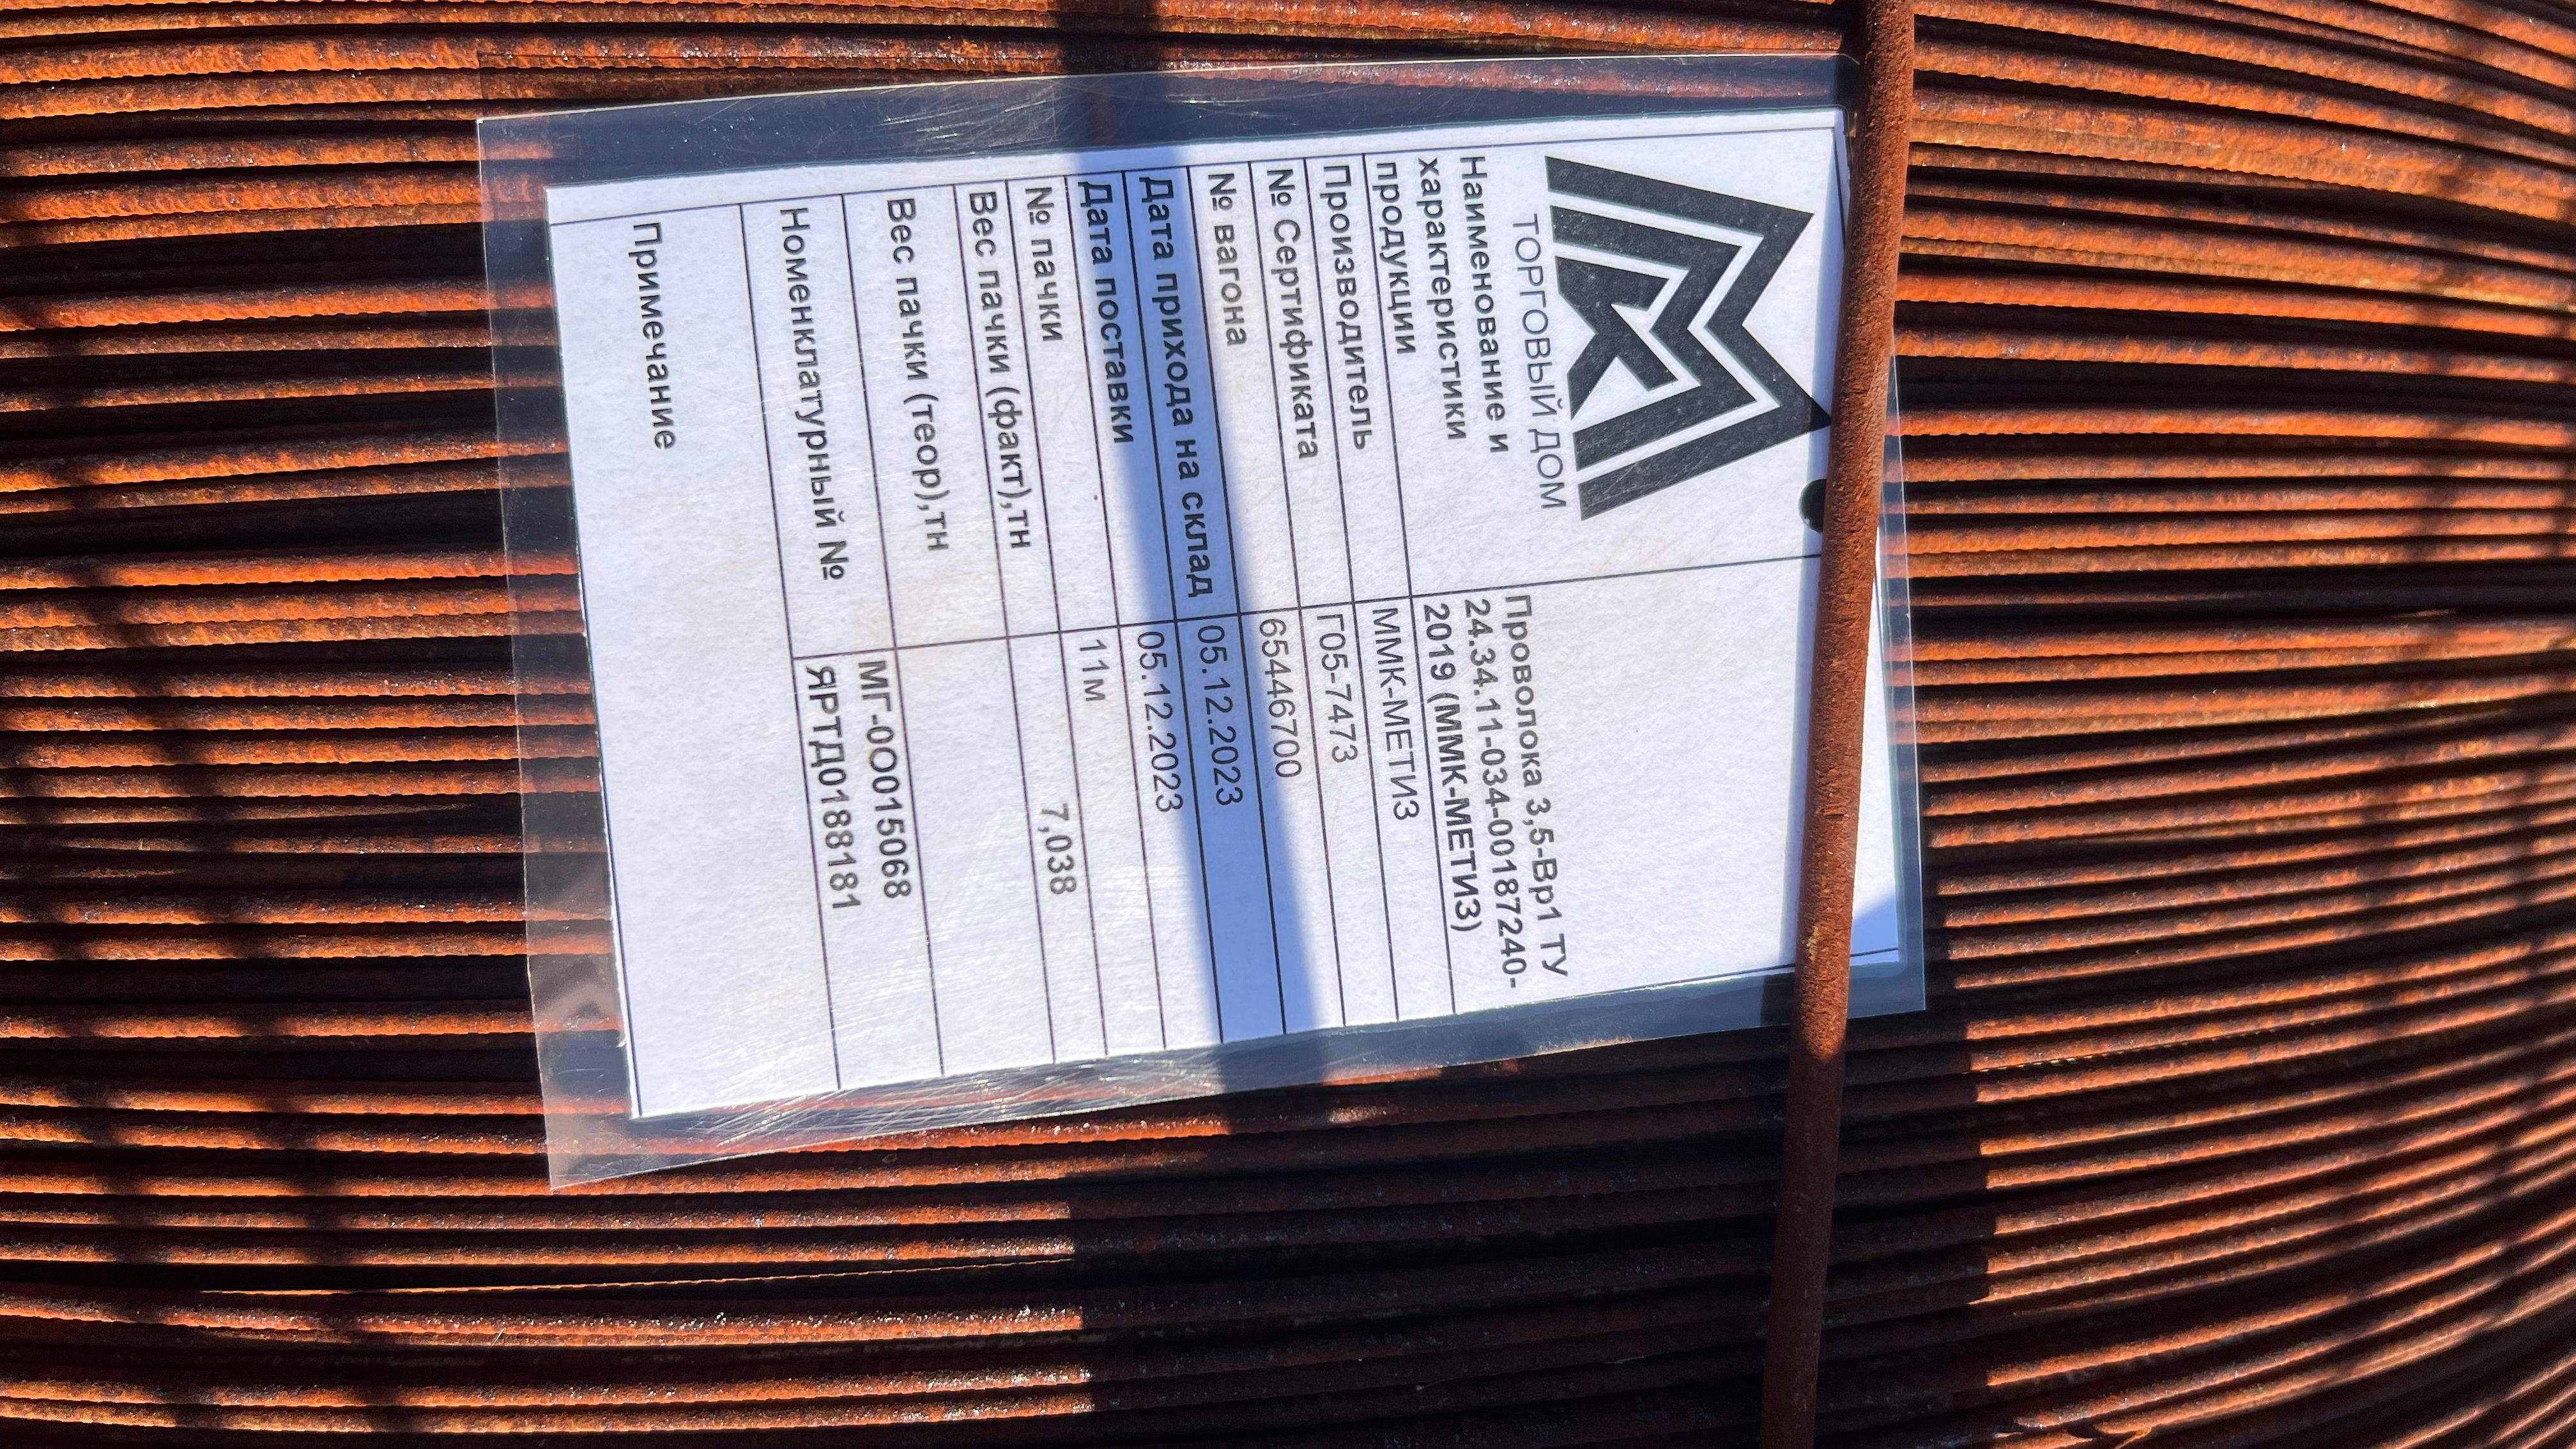 ТОРГОВЫЙ ДОМ
Наименование и
характеристики
продукции
Проволока 3,5-Вр1 ТУ
24.34.11-034-00187240-
2019 (ММК-МЕТИЗ)
Производитель ММК-МЕТИЗ
№ Сертификата Г05-7473
№ вагона 65446700
Дата прихода на склад 05.12.2023
Дата поставки 05.12.2023
№ пачки 11м
Вес пачки (факт),тн 7,038
Вес пачки (теор),тн
Номенклатурный №
МГ-0О015068
ЯРТД0188181
Примечание